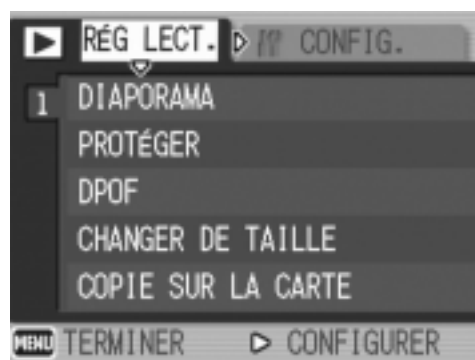 RÉG LECT. CONFIG.
1 DIAPORAMA
PROTÉGER
DPOF
CHANGER DE TAILLE
COPIE SUR LA CARTE
MENU TERMINER CONFIGURER